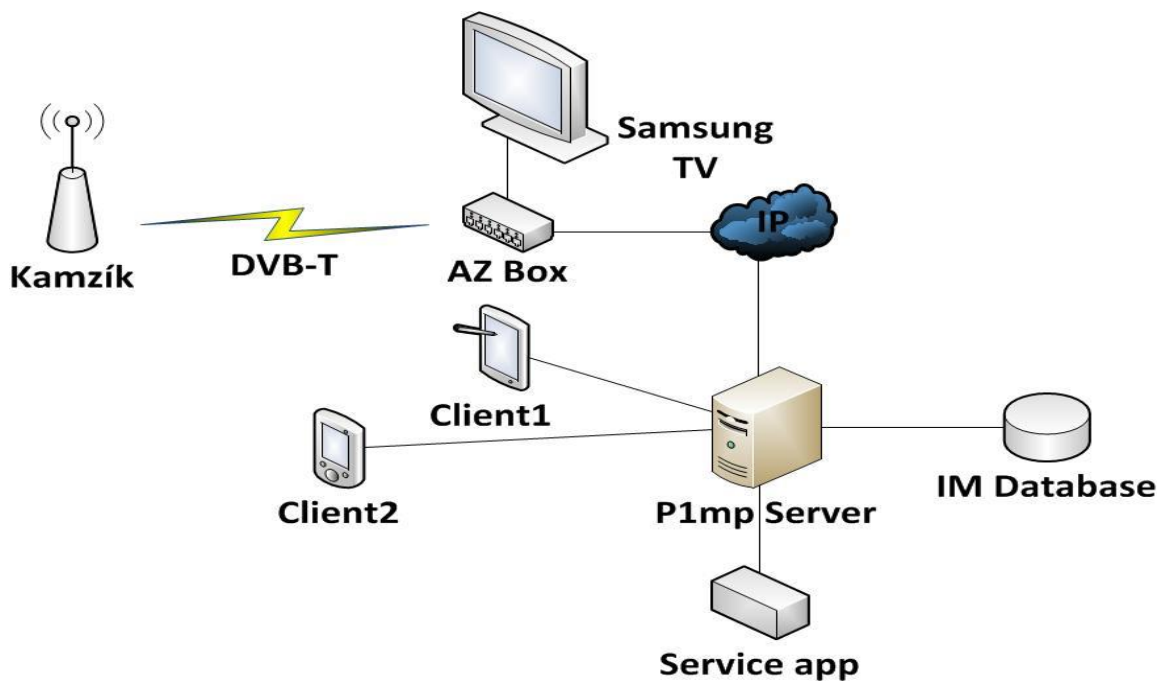 Samsung
TV
IP
Kamzík
DVB-T
AZ Box
Client1
Client2
P1mp Server
IM Database
Service app